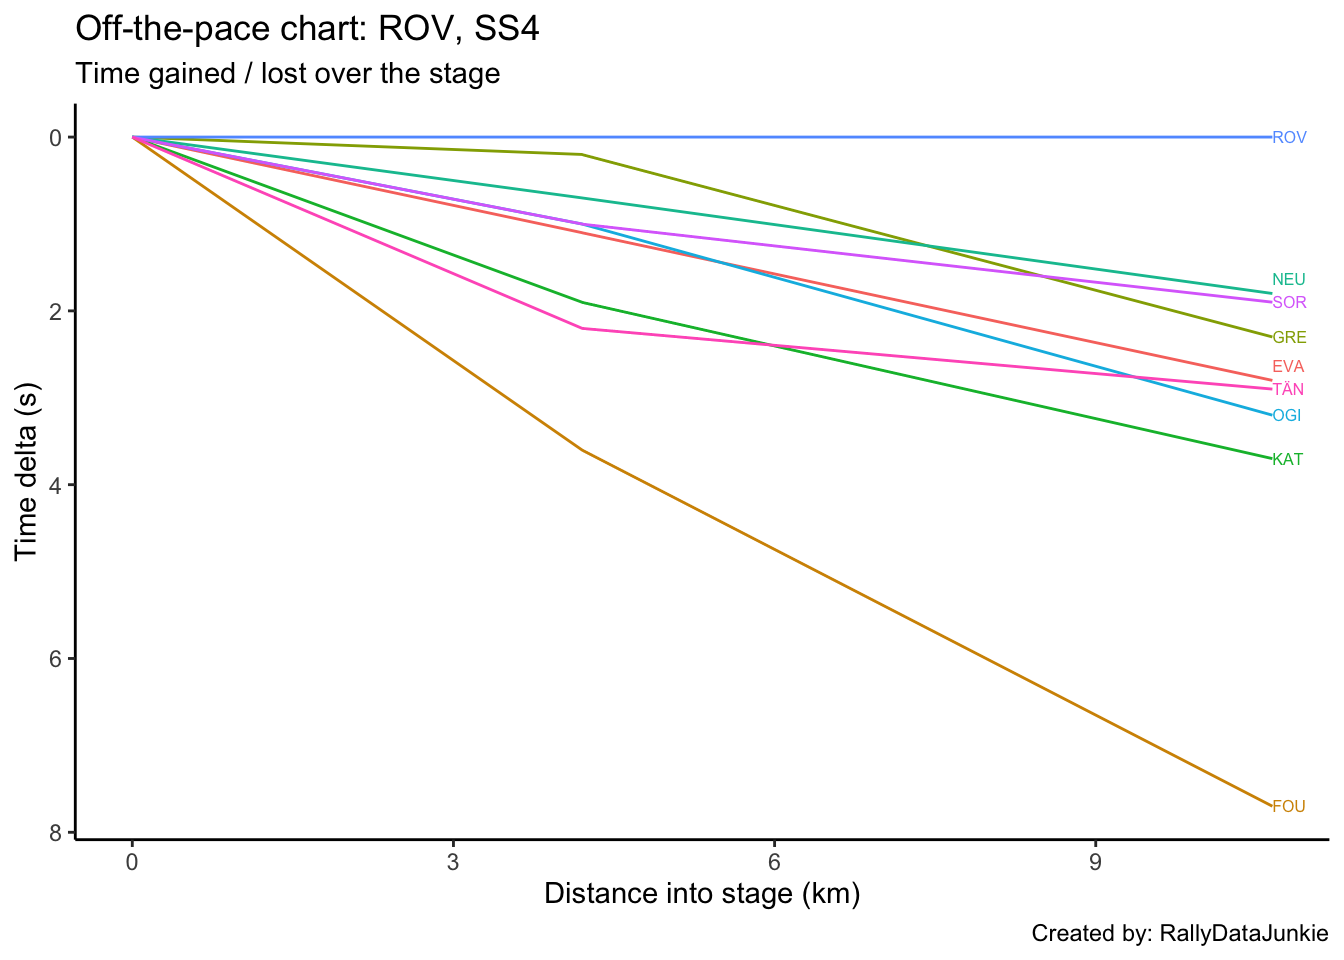 Off-the-pace chart: ROV, SS4
Time gained / lost over the stage
0
2
4
6
8
Time delta (s)
ROV
NEU
SOR
GRE
EVA
TÄN
OGI
KAT
FOU
0 3 6 9
Distance into stage (km)
Created by: RallyDataJunkie